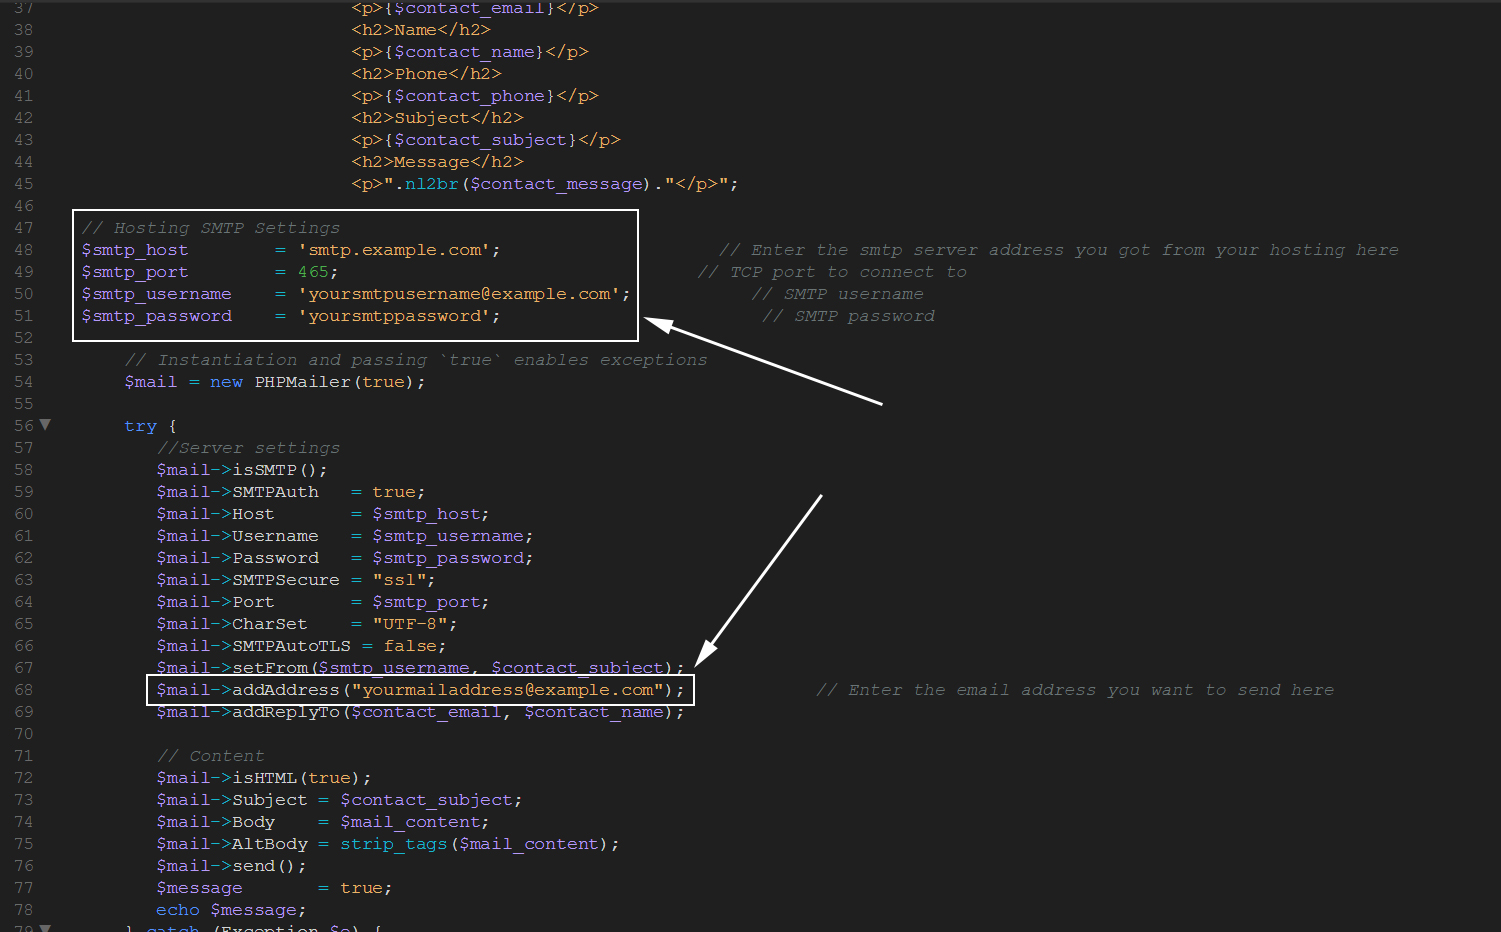 37 <p>{$contact_email}</p>
38 <h2>Name</h2>
39 <p>{$contact_name}</p>
40 <h2>Phone</h2>
41 <p>{$contact_phone}</p>
42 <h2>Subject</h2>
43 <p>{$contact_subject}</p>
44 <h2>Message</h2>
45 <p>".nl2br($contact_message)."</p>";
46
47 // Hosting SMTP Settings
48 $smtp_host = 'smtp.example.com'; // Enter the smtp server address you got from your hosting here
49 $smtp_port = 465; // TCP port to connect to
50 $smtp_username = 'yoursmtpusername@example.com'; // SMTP username
51 $smtp_password = 'yoursmtppassword'; // SMTP password
52
53 // Instantiation and passing `true` enables exceptions
54 $mail = new PHPMailer(true);
55
56 try {
57 //Server settings
58 $mail->isSMTP();
59 $mail->SMTPAuth = true;
60 $mail->Host = $smtp_host;
61 $mail->Username = $smtp_username;
62 $mail->Password = $smtp_password;
63 $mail->SMTPSecure = "ssl";
64 $mail->Port = $smtp_port;
65 $mail->CharSet = "UTF-8";
66 $mail->SMTPAutoTLS = false;
67 $mail->setFrom($smtp_username, $contact_subject);
68 $mail->addAddress("yourmailaddress@example.com"); // Enter the email address you want to send here
69 $mail->addReplyTo($contact_email, $contact_name);
70
71 // Content
72 $mail->isHTML(true);
73 $mail->Subject = $contact_subject;
74 $mail->Body = $mail_content;
75 $mail->AltBody = strip_tags($mail_content);
76 $mail->send();
77 $message = true;
78 echo $message;
79 } catch (Exception $e) {